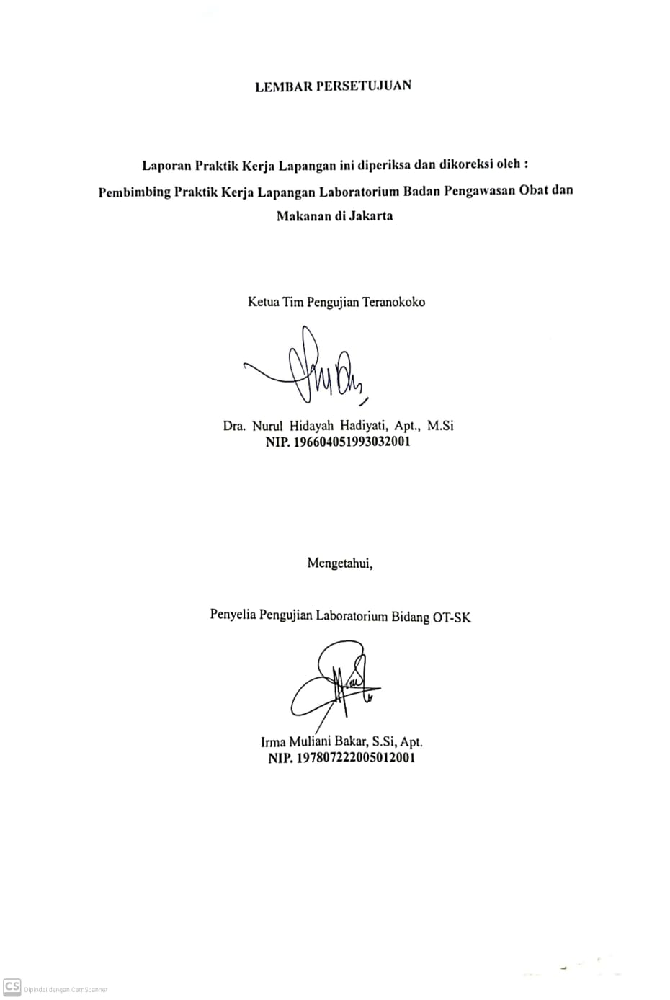 LEMBAR PERSETUJUAN
Laporan Praktik Kerja Lapangan ini diperiksa dan dikoreksi oleh :
Pembimbing Praktik Kerja Lapangan Laboratorium Badan Pengawasan Obat dan
Makanan di Jakarta
Ketua Tim Pengujian Teranokoko
Dra. Nurul Hidayah Hadiyati, Apt., M.Si
NIP. 196604051993032001
Mengetahui,
Penyelia Pengujian Laboratorium Bidang OT-SK
Irma Muliani Bakar, S.Si, Apt.
NIP. 197807222005012001
CS Dipindai dengan CamScanner